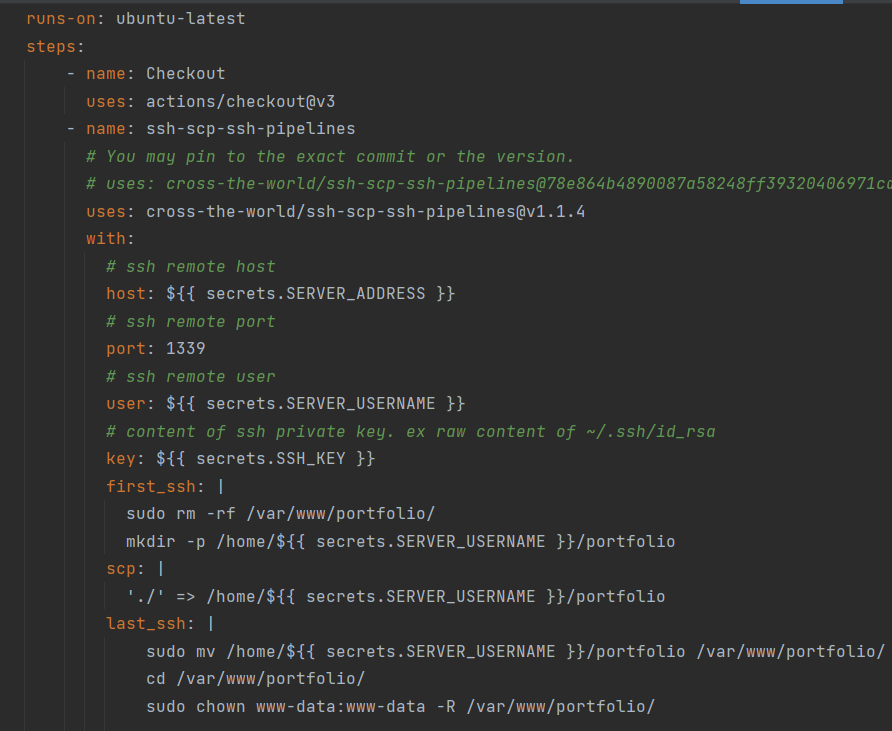 runs-on: ubuntu-latest
steps:
- name: Checkout
uses: actions/checkout@v3
- name: ssh-scp-ssh-pipelines
# You may pin to the exact commit or the version.
# uses: cross-the-world/ssh-scp-ssh-pipelines@78e864b4890087a58248ff39320406971cd
uses: cross-the-world/ssh-scp-ssh-pipelines@v1.1.4
with:
# ssh remote host
host: ${{ secrets.SERVER_ADDRESS }}
# ssh remote port
port: 1339
# ssh remote user
user: ${{ secrets.SERVER_USERNAME }}
# content of ssh private key. ex raw content of ~/.ssh/id_rsa
key: ${{ secrets.SSH_KEY }}
first_ssh: |
sudo rm -rf /var/www/portfolio/
mkdir -p /home/${{ secrets.SERVER_USERNAME }}/portfolio
scp: |
'./' => /home/${{ secrets.SERVER_USERNAME }}/portfolio
last_ssh: |
sudo mv /home/${{ secrets.SERVER_USERNAME }}/portfolio /var/www/portfolio/
cd /var/www/portfolio/
sudo chown www-data:www-data -R /var/www/portfolio/